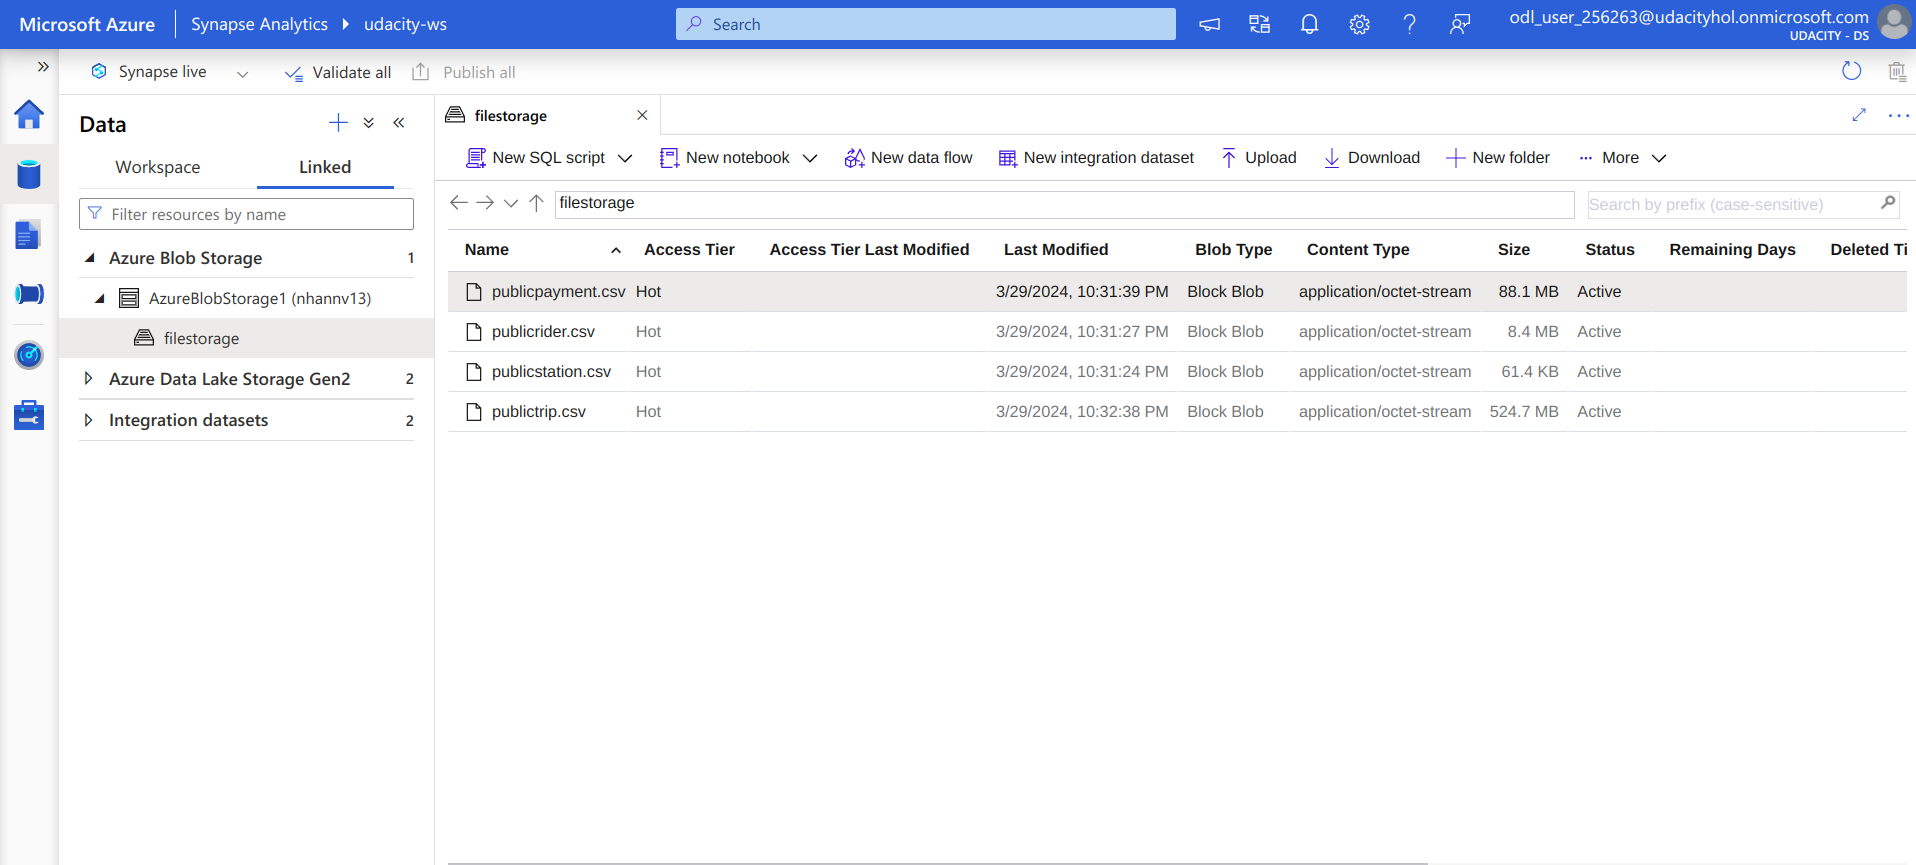 Microsoft Azure
Synapse Analytics
udacity-ws
Search
odl_user_256263@udacityhol.onmicrosoft.com
UDACITY - DS
Synapse live
Validate all
Publish all
Data
Workspace
Linked
Filter resources by name
Azure Blob Storage 1
AzureBlobStorage1 (nhannv13)
filestorage
Azure Data Lake Storage Gen2 2
Integration datasets 2
filestorage
New SQL script
New notebook
New data flow
New integration dataset
Upload
Download
New folder
More
filestorage
Search by prefix (case-sensitive)
Name Access Tier Access Tier Last Modified Last Modified Blob Type Content Type Size Status Remaining Days Deleted Ti
publicpayment.csv Hot 3/29/2024, 10:31:39 PM Block Blob application/octet-stream 88.1 MB Active
publicrider.csv Hot 3/29/2024, 10:31:27 PM Block Blob application/octet-stream 8.4 MB Active
publicstation.csv Hot 3/29/2024, 10:31:24 PM Block Blob application/octet-stream 61.4 KB Active
publictrip.csv Hot 3/29/2024, 10:32:38 PM Block Blob application/octet-stream 524.7 MB Active